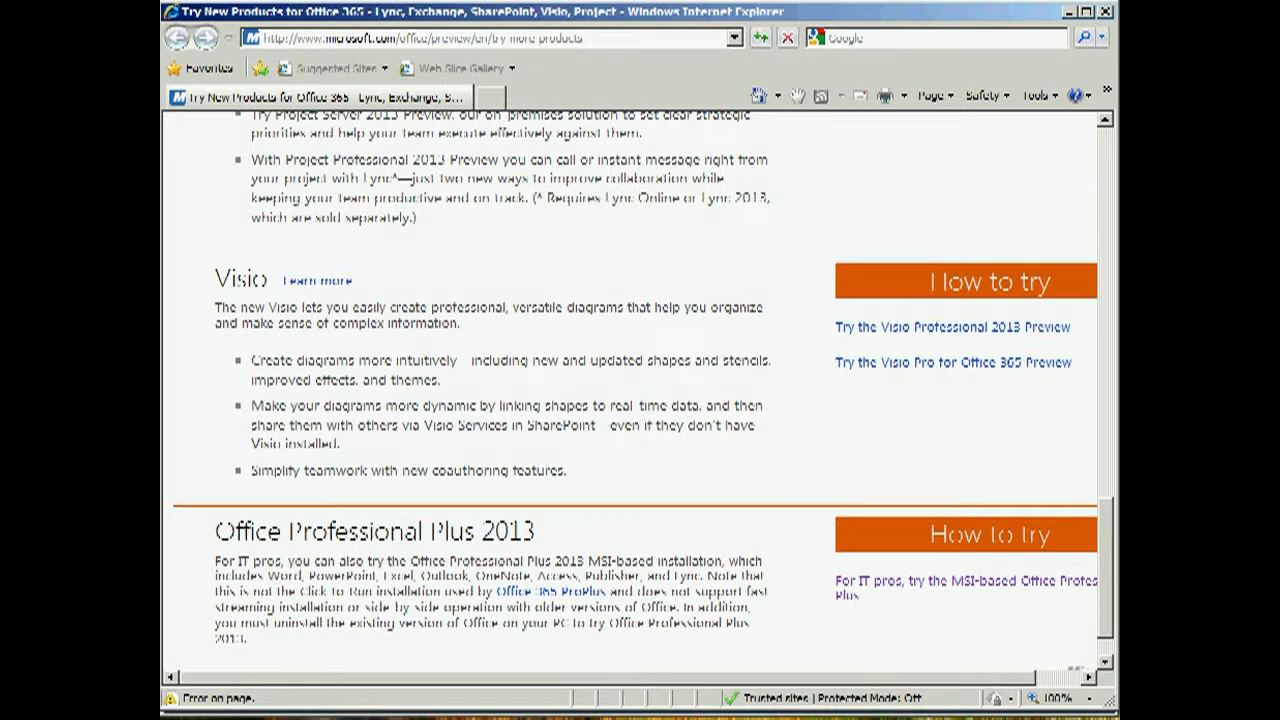 Try New Products for Office 365 - Lync, Exchange, SharePoint, Visio, Project - Windows Internet Explorer
http://www.microsoft.com/office/preview/en/try-more-products
Google
Favorites
Suggested Sites
Web Slice Gallery
Try New Products for Office 365 - Lync, Exchange, S...
Page
Safety
Tools
Try Project Server 2013 Preview, our on-premises solution to set clear strategic
priorities and help your team execute effectively against them.
With Project Professional 2013 Preview you can call or instant message right from
your project with Lync*—just two new ways to improve collaboration while
keeping your team productive and on track. (* Requires Lync Online or Lync 2013,
which are sold separately.)
Visio Learn more
The new Visio lets you easily create professional, versatile diagrams that help you organize
and make sense of complex information.
Create diagrams more intuitively—including new and updated shapes and stencils,
improved effects, and themes.
Make your diagrams more dynamic by linking shapes to real-time data, and then
share them with others via Visio Services in SharePoint—even if they don't have
Visio installed.
Simplify teamwork with new coauthoring features.
How to try
Try the Visio Professional 2013 Preview
Try the Visio Pro for Office 365 Preview
Office Professional Plus 2013
For IT pros, you can also try the Office Professional Plus 2013 MSI-based installation, which
includes Word, PowerPoint, Excel, Outlook, OneNote, Access, Publisher, and Lync. Note that
this is not the Click-to-Run installation used by Office 365 ProPlus and does not support fast
streaming installation or side-by-side operation with older versions of Office. In addition,
you must uninstall the existing version of Office on your PC to try Office Professional Plus
2013.
How to try
For IT pros, try the MSI-based Office Profes
Plus
Error on page.
Trusted sites | Protected Mode: Off
100%